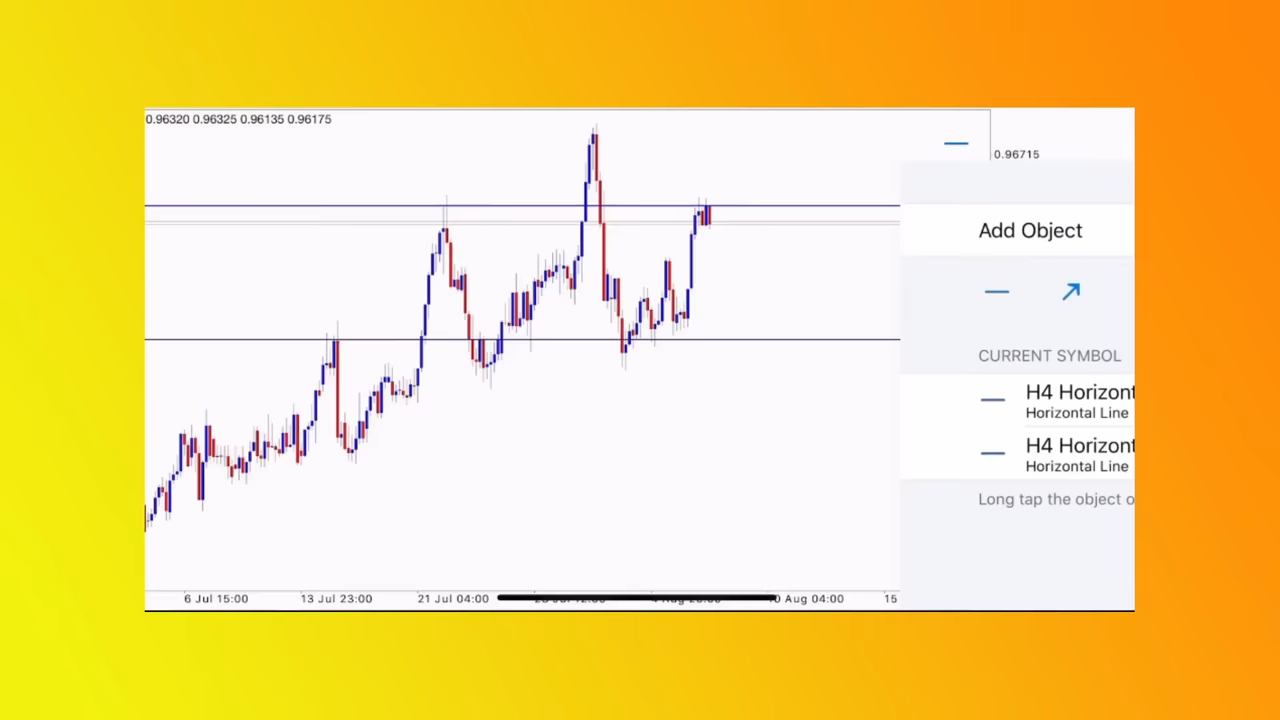 0.96320 0.96325 0.96135 0.96175
0.96715
Add Object
CURRENT SYMBOL
H4 Horizont
Horizontal Line
H4 Horizont
Horizontal Line
Long tap the object o
6 Jul 15:00 13 Jul 23:00 21 Jul 04:00 Aug 04:00 15